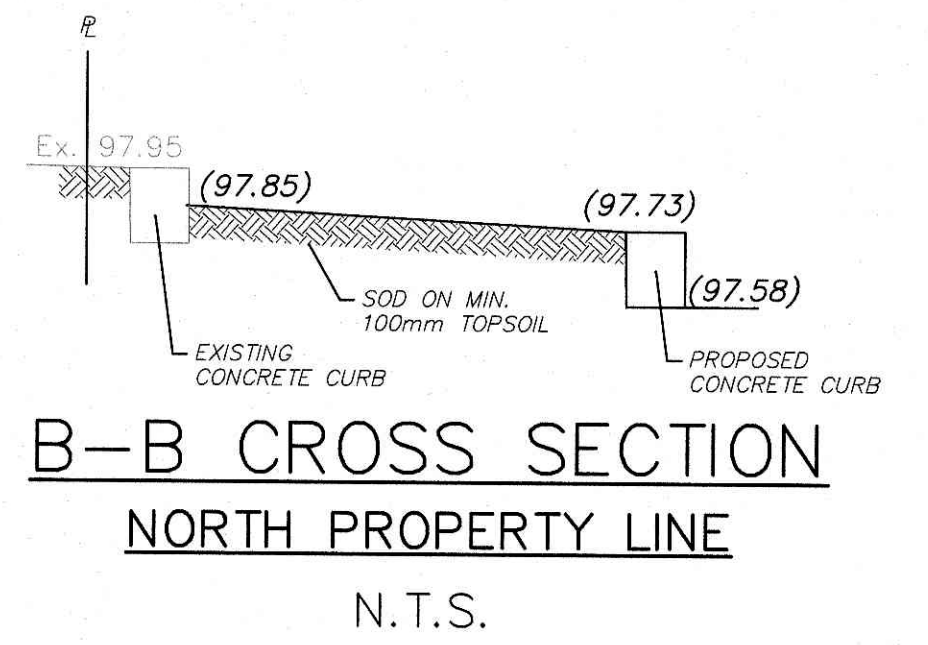 PL
Ex. 97.95
(97.85)
(97.73)
(97.58)
SOD ON MIN.
100mm TOPSOIL
EXISTING
CONCRETE CURB
PROPOSED
CONCRETE CURB
B-B CROSS SECTION
NORTH PROPERTY LINE
N.T.S.